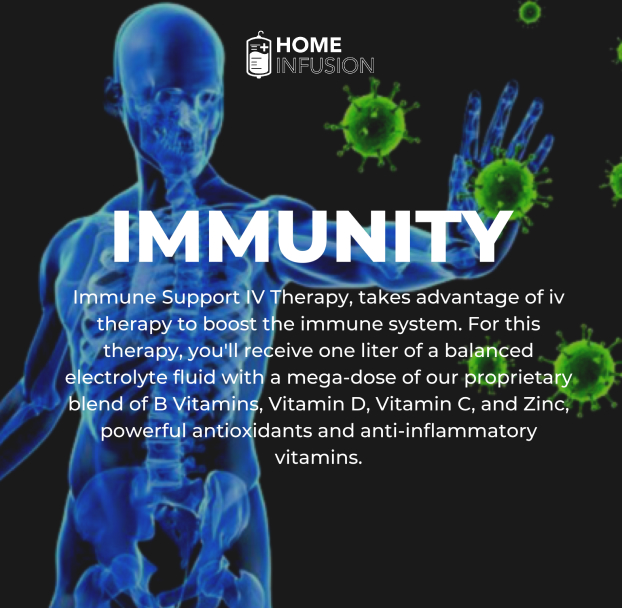 HOME
INFUSION
IMMUNITY
Immune Support IV Therapy, takes advantage of iv
therapy to boost the immune system. For this
therapy, you'll receive one liter of a balanced
electrolyte fluid with a mega-dose of our proprietary
blend of B Vitamins, Vitamin D, Vitamin C, and Zinc,
powerful antioxidants and anti-inflammatory
vitamins.